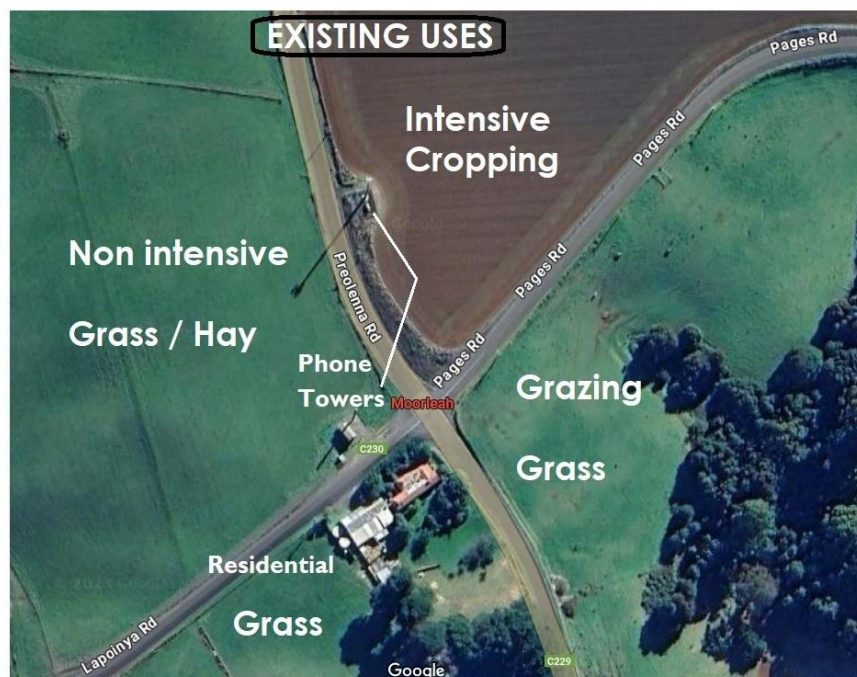 EXISTING USES
Pages Rd
Intensive
Cropping
Pages Rd
Google
Non intensive
Preolenna Rd
Pages Rd
Grass / Hay
Phone
Towers
Pages Rd
Moorleah
Grazing
C230
Grass
Residential
Grass
Lapoinya Rd
Google
C229